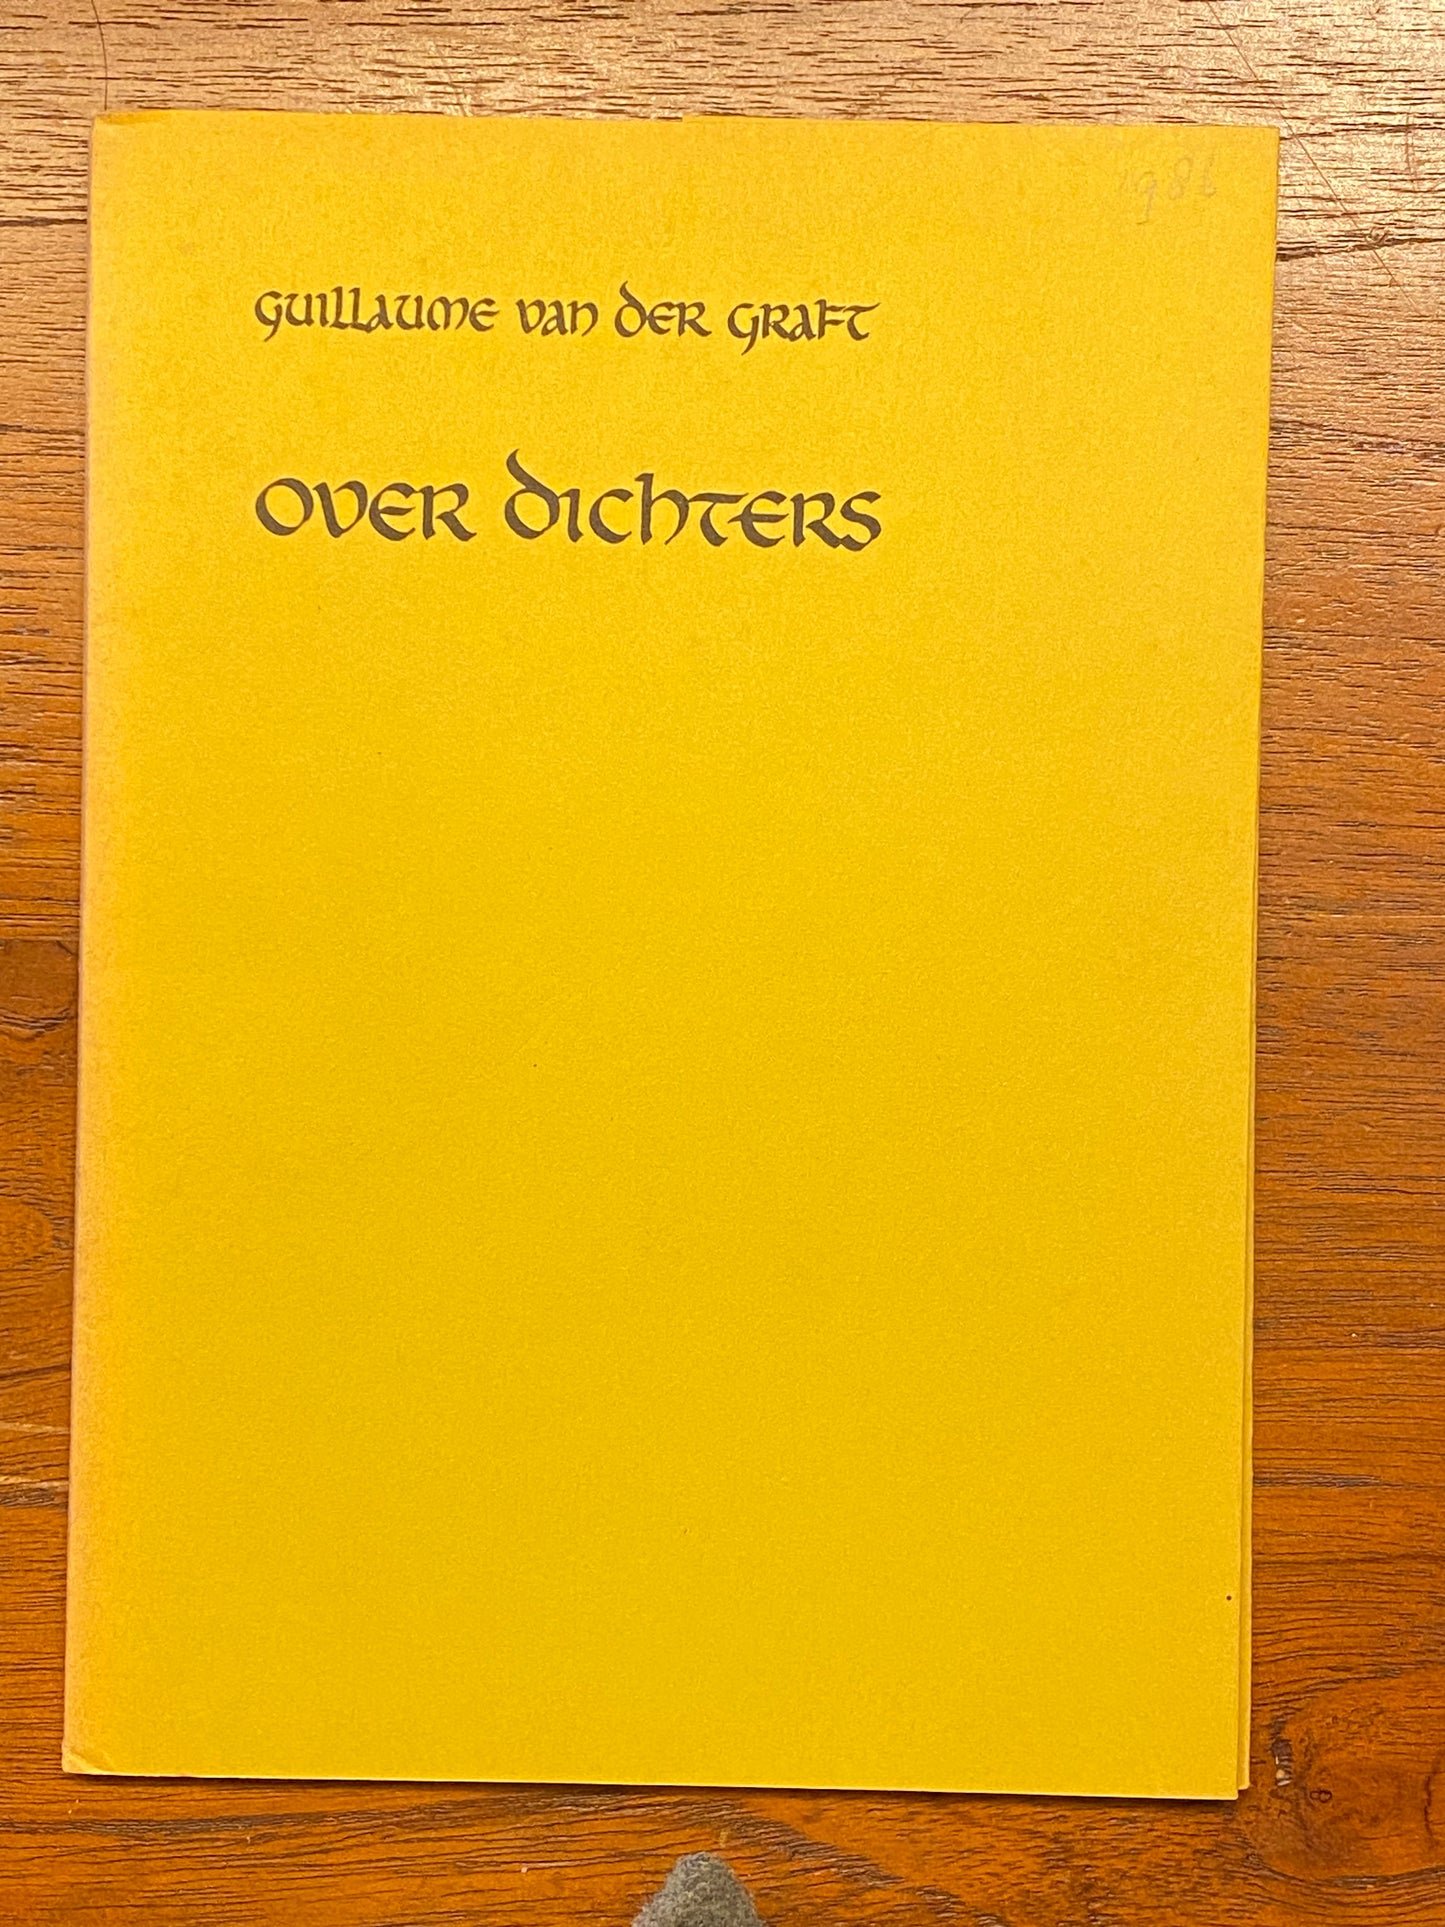 Guillaume van der Graft
Over Dichters